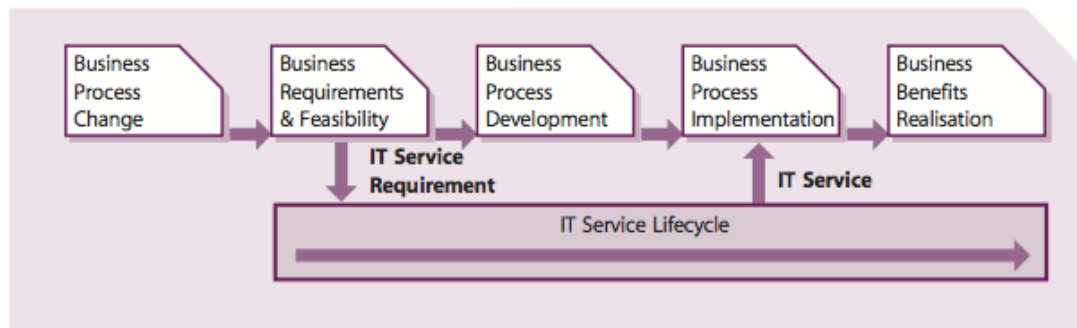 Business
Process
Change
Business
Requirements
& Feasibility
Business
Process
Development
Business
Process
Implementation
Business
Benefits
Realisation
IT Service
Requirement
IT Service
IT Service Lifecycle